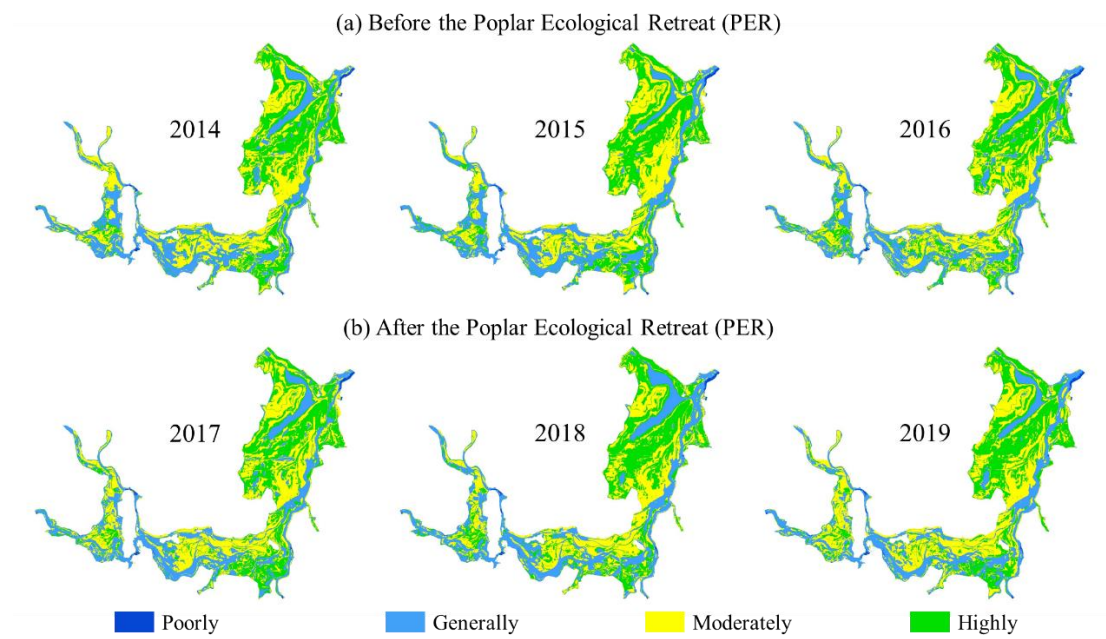 (a) Before the Poplar Ecological Retreat (PER)
2014
2015
2016
(b) After the Poplar Ecological Retreat (PER)
2017
2018
2019
Poorly
Generally
Moderately
Highly